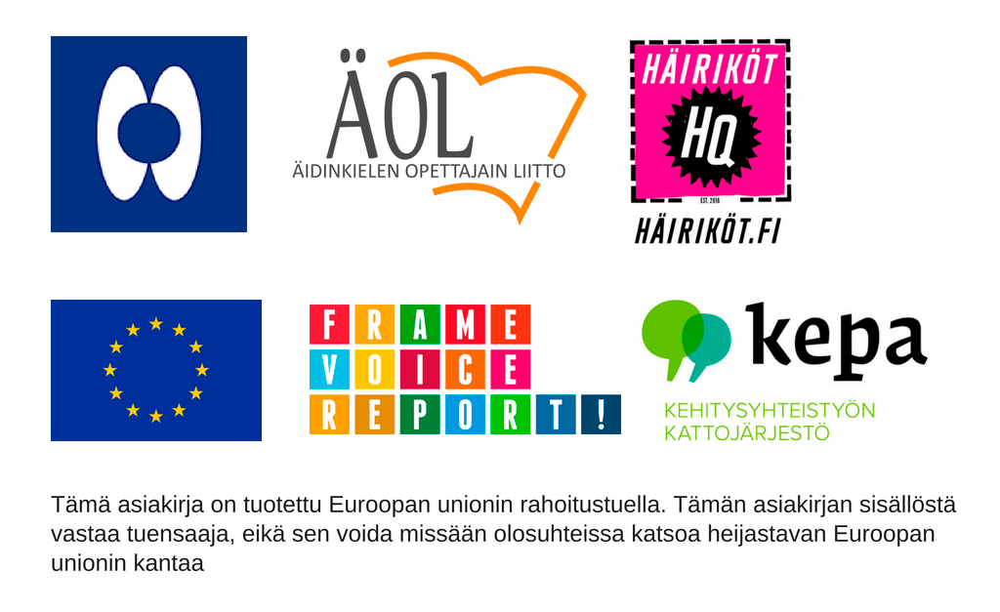 ÄOL
ÄIDINKIELEN OPETTAJAIN LIITTO
HÄIRIKÖT
HQ
EST. 2016
HÄIRIKÖT.FI
FRAME
VOICE
REPORT!
kepa
KEHITYSYHTEISTYÖN
KATTOJÄRJESTÖ
Tämä asiakirja on tuotettu Euroopan unionin rahoitustuella. Tämän asiakirjan sisällöstä
vastaa tuensaaja, eikä sen voida missään olosuhteissa katsoa heijastavan Euroopan
unionin kantaa